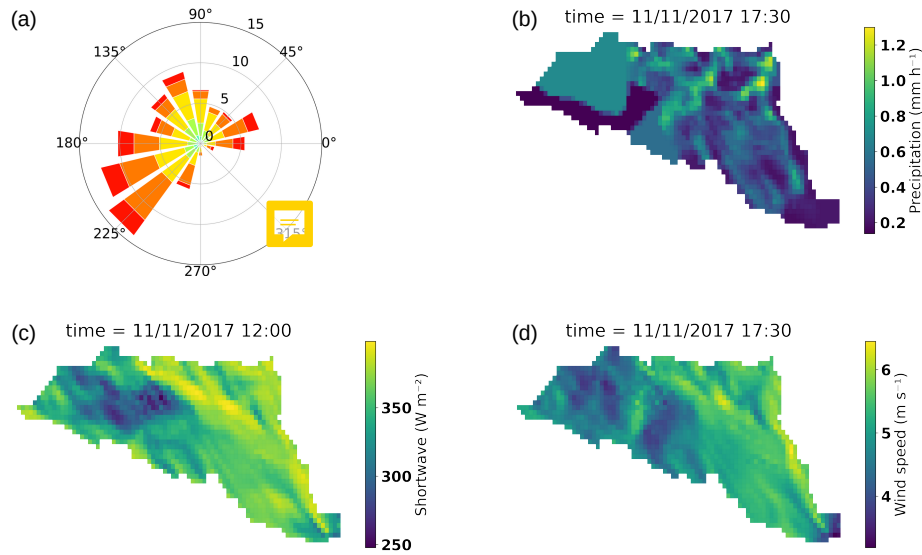 (a)
90°
15
135°
45°
10
5
180°
0
0°
225°
315°
270°
(b)
time = 11/11/2017 17:30
1.2
1.0
0.8
0.6
0.4
0.2
Precipitation (mm h⁻¹)
(c)
time = 11/11/2017 12:00
350
300
250
Shortwave (W m⁻²)
(d)
time = 11/11/2017 17:30
6
5
4
Wind speed (m s⁻¹)